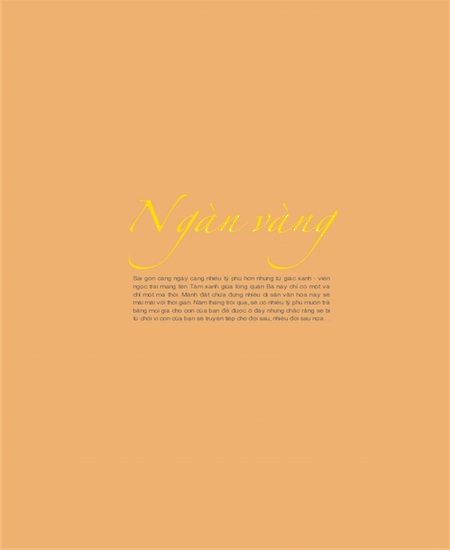 Ngàn vàng
Sài gòn càng ngày càng nhiều tỷ phú hơn nhưng tứ giác xanh - viên
ngọc trai mang tên Tâm xanh giữa lòng quận Ba này chỉ có một và
chỉ một mà thôi. Mảnh đất chứa đựng nhiều di sản văn hóa này sẽ
mãi mãi với thời gian. Năm tháng trôi qua, sẽ có nhiều tỷ phú muốn trả
bằng mọi giá cho con của bạn để được ở đây nhưng chắc rằng sẽ bị
từ chối vì con của bạn sẽ truyền tiếp cho đời sau, nhiều đời sau nữa...